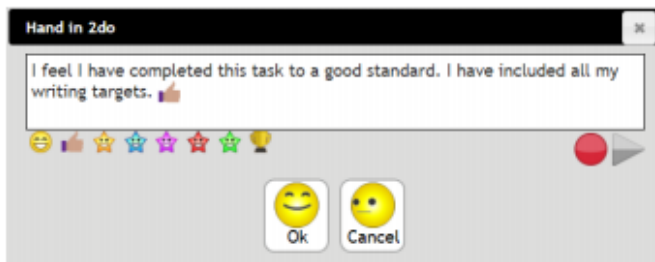 Hand in 2do
I feel I have completed this task to a good standard. I have included all my
writing targets.
Ok
Cancel